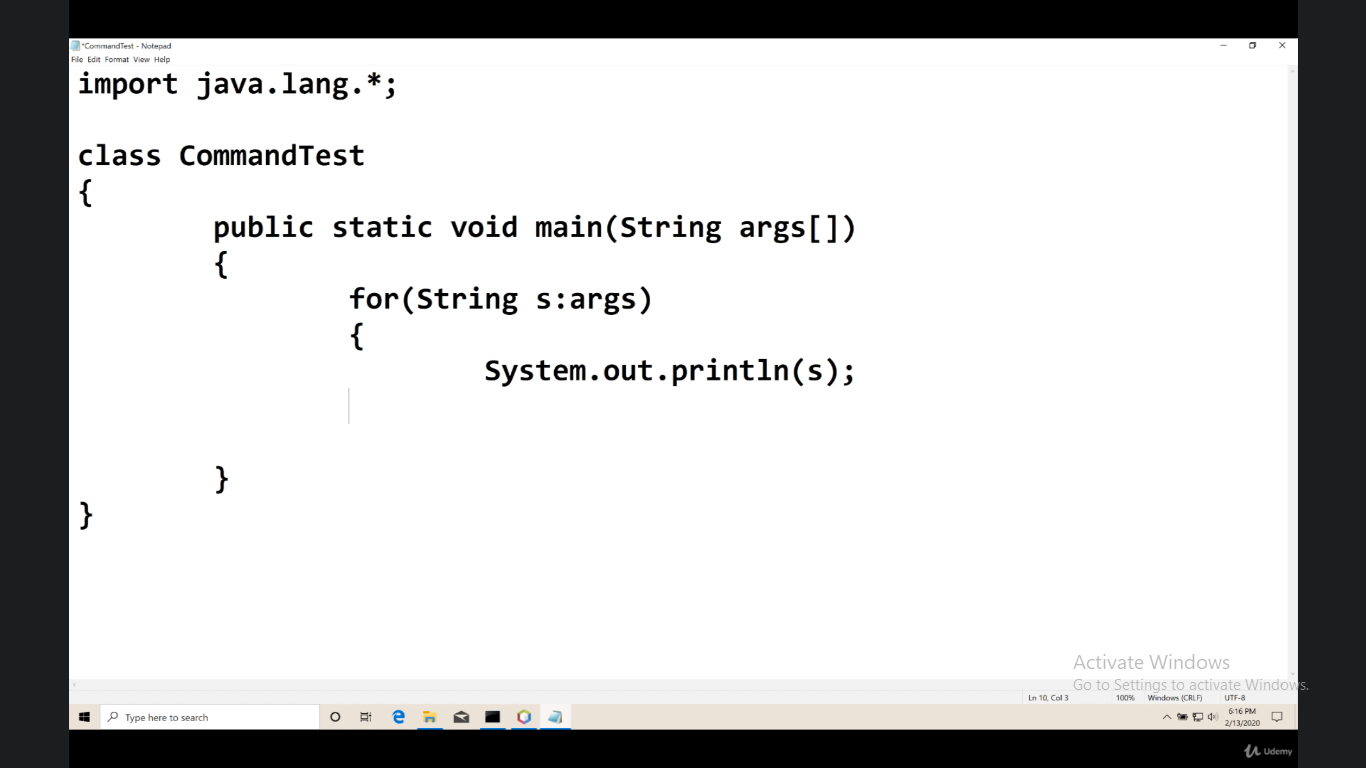 *CommandTest - Notepad
File Edit Format View Help
import java.lang.*;
class CommandTest
{
public static void main(String args[])
{
for(String s:args)
{
System.out.println(s);
}
}
Activate Windows
Go to Settings to activate Windows.
Ln 10, Col 3 100% Windows (CRLF) UTF-8
Type here to search
6:16 PM
2/13/2020
Udemy